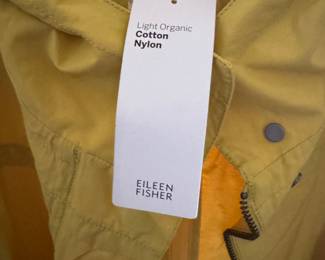 Light Organic
Cotton
Nylon
EILEEN
FISHER